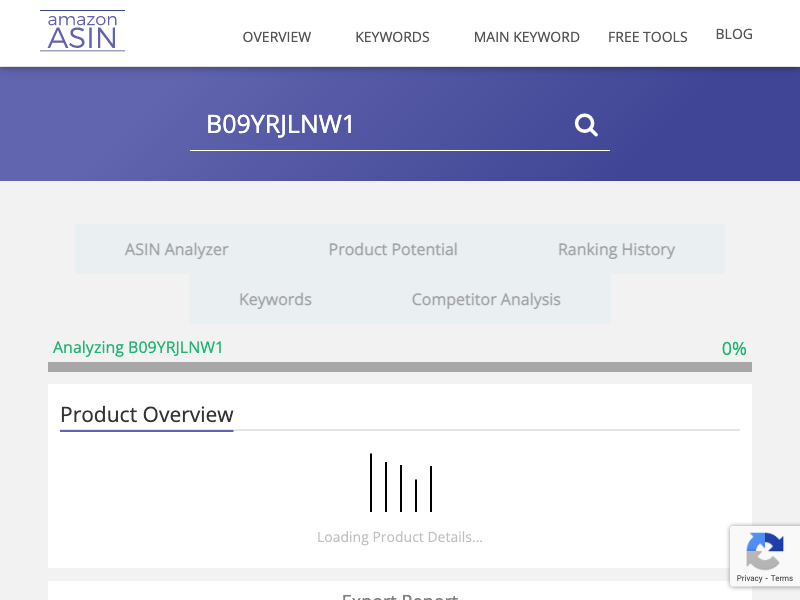 amazon
ASIN
OVERVIEW KEYWORDS MAIN KEYWORD FREE TOOLS BLOG
B09YRJLNW1
ASIN Analyzer Product Potential Ranking History
Keywords Competitor Analysis
Analyzing B09YRJLNW1 0%
Product Overview
Loading Product Details...
Privacy - Terms
Export Report